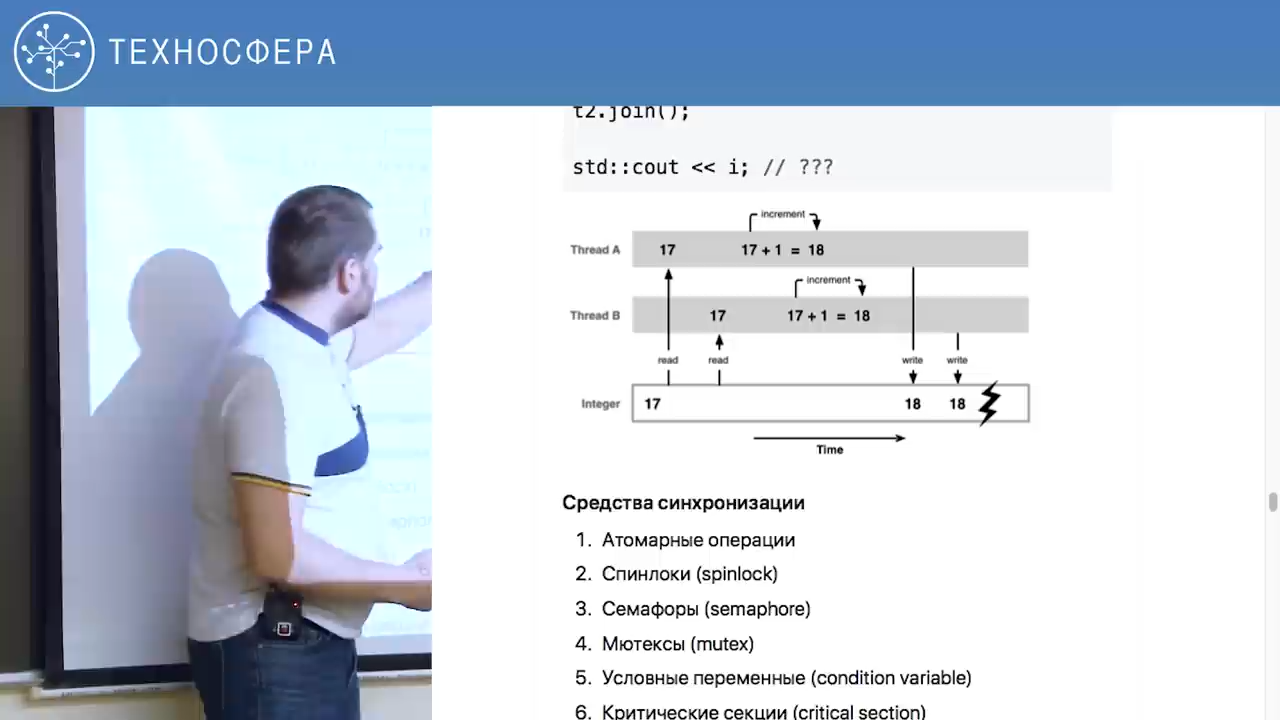 ТЕХНОСФЕРА
t2.join();
std::cout << i; // ???
increment
Thread A 17 17 + 1 = 18
increment
Thread B 17 17 + 1 = 18
read read write write
Integer 17 18 18
Time
Средства синхронизации
1. Атомарные операции
2. Спинлоки (spinlock)
3. Семафоры (semaphore)
4. Мютексы (mutex)
5. Условные переменные (condition variable)
6. Критические секции (critical section)